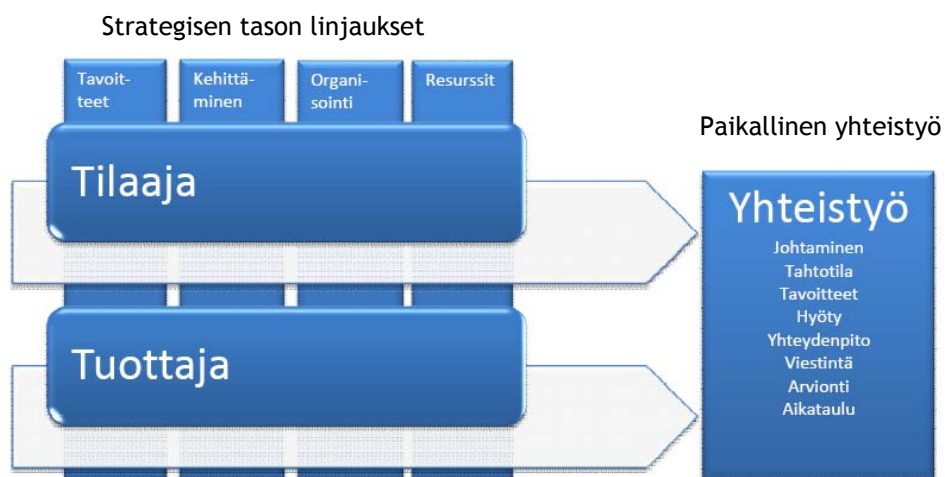 Strategisen tason linjaukset
Tavoit-
teet
Kehittä-
minen
Organi-
sointi
Resurssit
Tilaaja
Tuottaja
Paikallinen yhteistyö
Yhteistyö
Johtaminen
Tahtotila
Tavoitteet
Hyöty
Yhteydenpito
Viestintä
Arvionti
Aikataulu